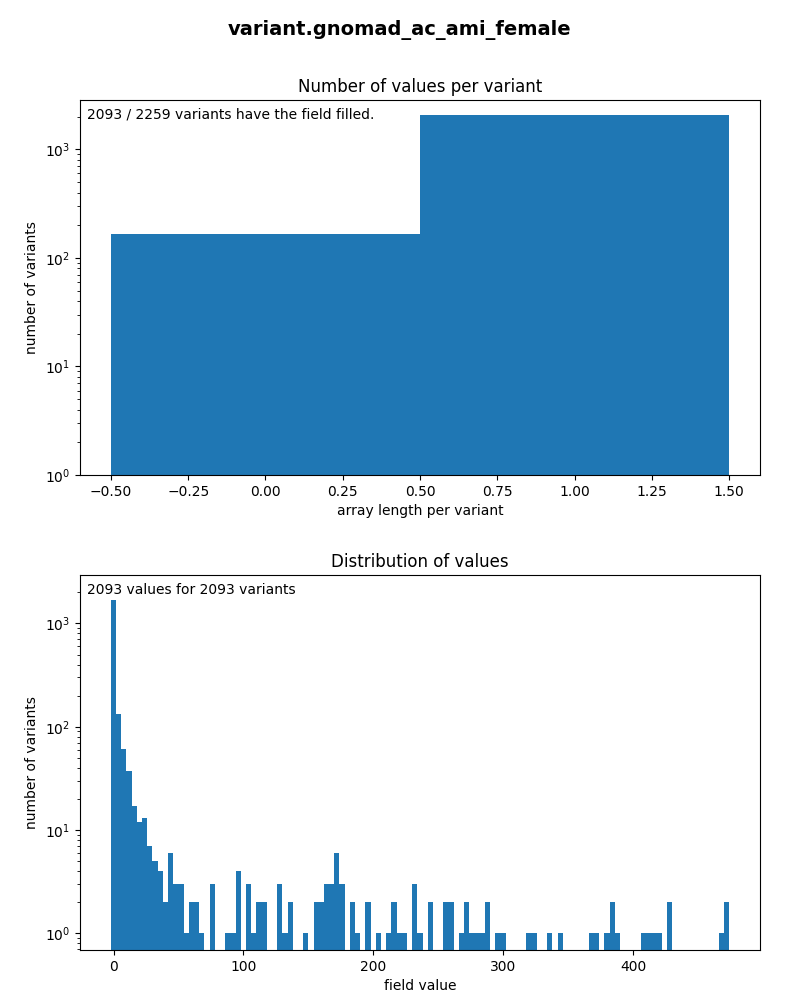 variant.gnomad_ac_ami_female
Number of values per variant
2093 / 2259 variants have the field filled.
10³
10²
10¹
10⁰
number of variants
−0.50 −0.25 0.00 0.25 0.50 0.75 1.00 1.25 1.50
array length per variant
Distribution of values
2093 values for 2093 variants
10³
10²
10¹
10⁰
number of variants
0 100 200 300 400
field value